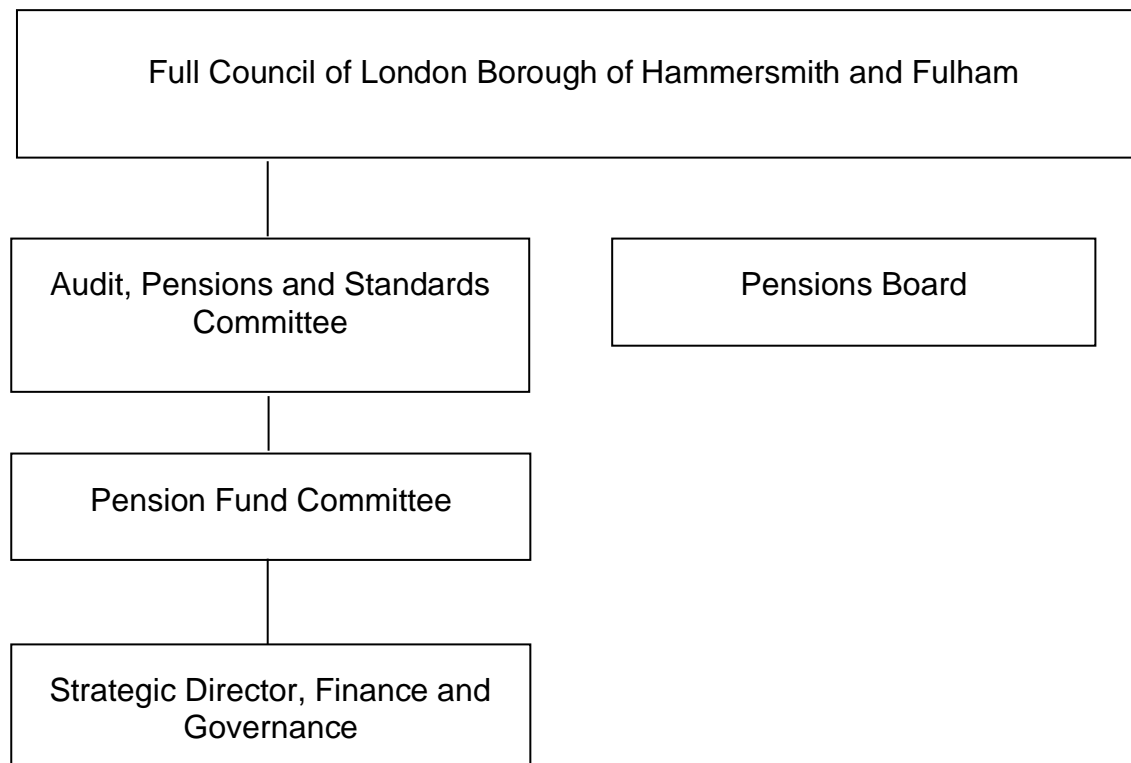 Full Council of London Borough of Hammersmith and Fulham
Audit, Pensions and Standards
Committee
Pensions Board
Pension Fund Committee
Strategic Director, Finance and
Governance